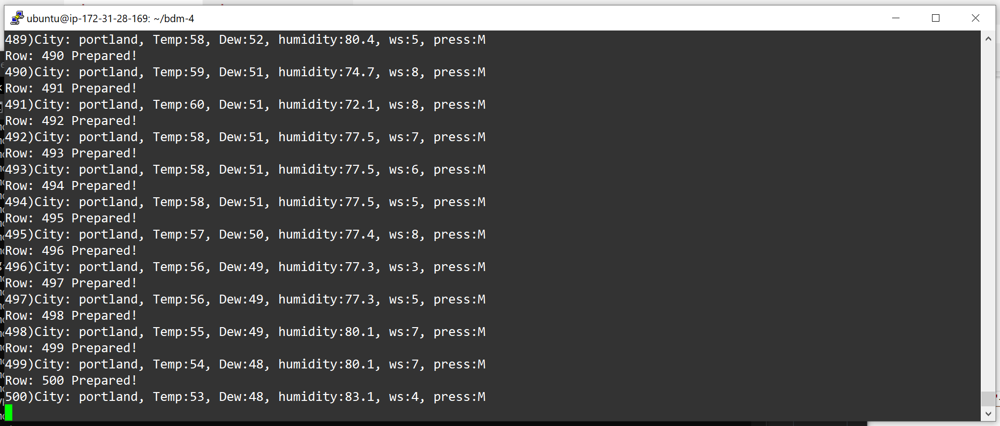 ubuntu@ip-172-31-28-169: ~/bdm-4
489)City: portland, Temp:58, Dew:52, humidity:80.4, ws:5, press:M
Row: 490 Prepared!
490)City: portland, Temp:59, Dew:51, humidity:74.7, ws:8, press:M
Row: 491 Prepared!
491)City: portland, Temp:60, Dew:51, humidity:72.1, ws:8, press:M
Row: 492 Prepared!
492)City: portland, Temp:58, Dew:51, humidity:77.5, ws:7, press:M
Row: 493 Prepared!
493)City: portland, Temp:58, Dew:51, humidity:77.5, ws:6, press:M
Row: 494 Prepared!
494)City: portland, Temp:58, Dew:51, humidity:77.5, ws:5, press:M
Row: 495 Prepared!
495)City: portland, Temp:57, Dew:50, humidity:77.4, ws:8, press:M
Row: 496 Prepared!
496)City: portland, Temp:56, Dew:49, humidity:77.3, ws:3, press:M
Row: 497 Prepared!
497)City: portland, Temp:56, Dew:49, humidity:77.3, ws:5, press:M
Row: 498 Prepared!
498)City: portland, Temp:55, Dew:49, humidity:80.1, ws:7, press:M
Row: 499 Prepared!
499)City: portland, Temp:54, Dew:48, humidity:80.1, ws:7, press:M
Row: 500 Prepared!
500)City: portland, Temp:53, Dew:48, humidity:83.1, ws:4, press:M